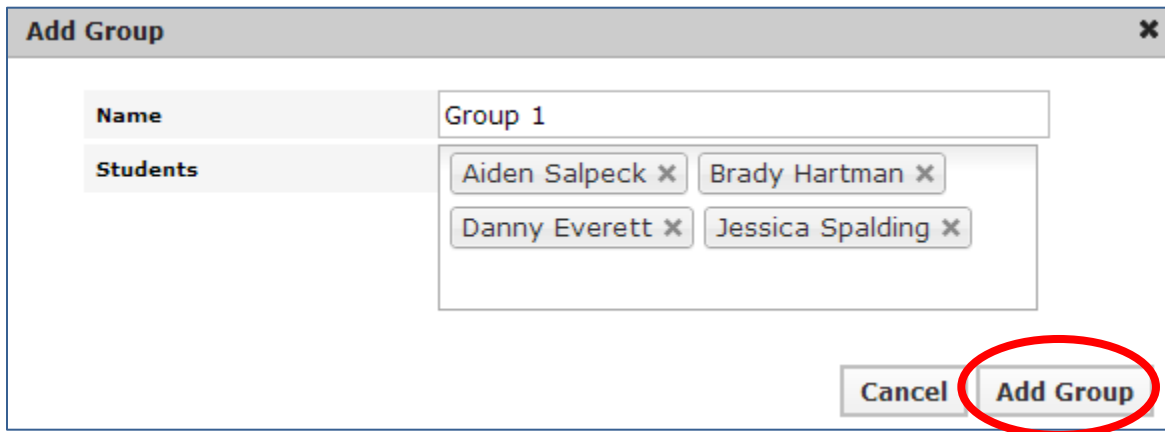 Add Group ×
Name Group 1
Students Aiden Salpeck × Brady Hartman ×
Danny Everett × Jessica Spalding ×
Cancel Add Group